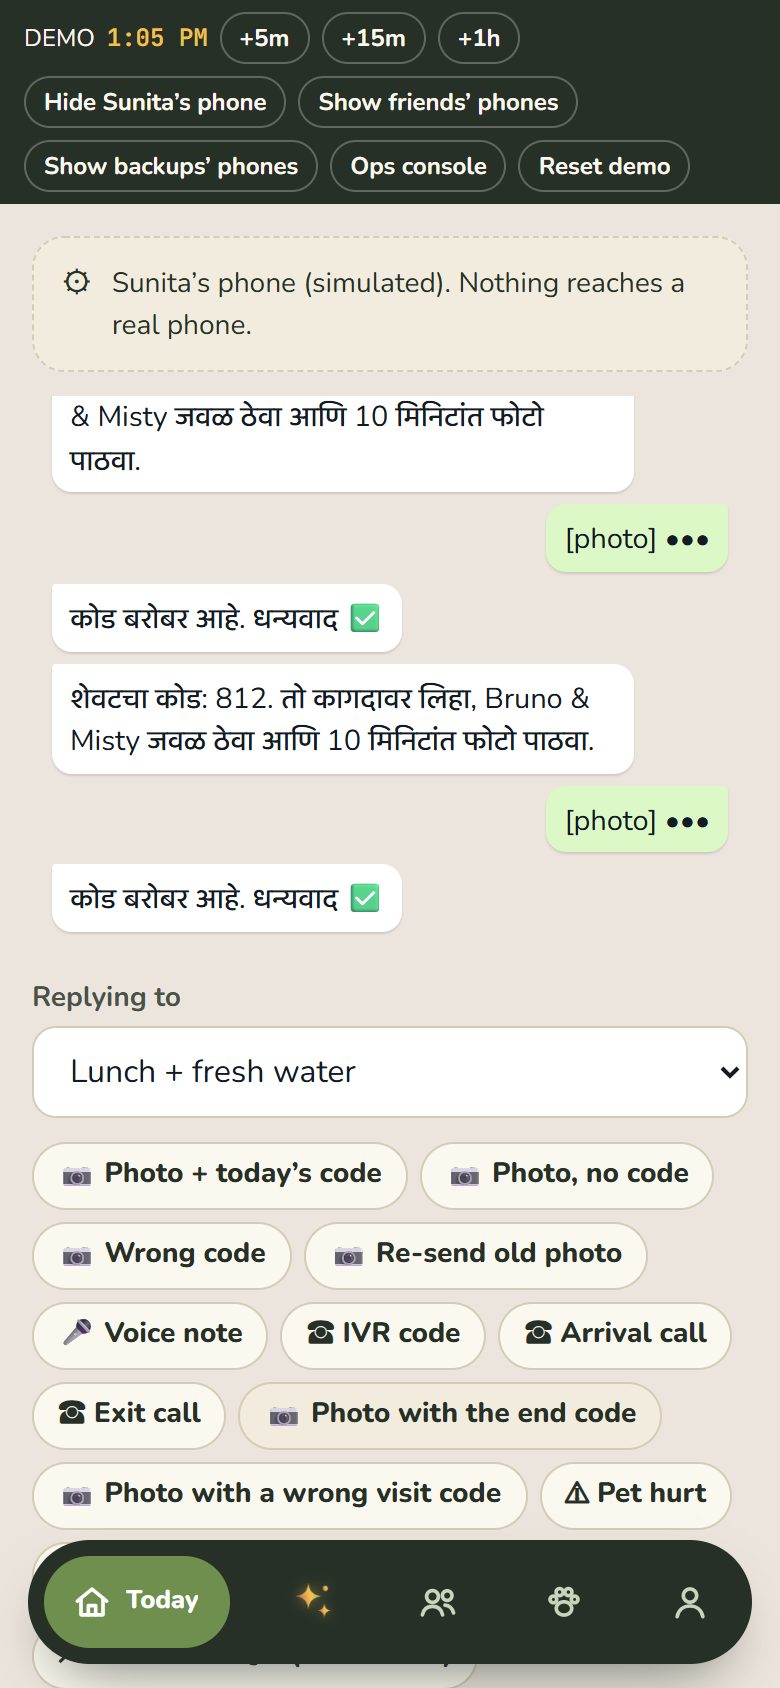 DEMO 1:05 PM +5m +15m +1h
Hide Sunita’s phone Show friends’ phones
Show backups’ phones Ops console Reset demo
Sunita’s phone (simulated). Nothing reaches a
real phone.
& Misty जवळ ठेवा आणि 10 मिनिटांत फोटो
पाठवा.
[photo] •••
कोड बरोबर आहे. धन्यवाद ✅
शेवटचा कोड: 812. तो कागदावर लिहा, Bruno &
Misty जवळ ठेवा आणि 10 मिनिटांत फोटो पाठवा.
[photo] •••
कोड बरोबर आहे. धन्यवाद ✅
Replying to
Lunch + fresh water
📷 Photo + today’s code 📷 Photo, no code
📷 Wrong code 📷 Re-send old photo
🎤 Voice note ☎ IVR code ☎ Arrival call
☎ Exit call 📷 Photo with the end code
📷 Photo with a wrong visit code ⚠ Pet hurt
Today